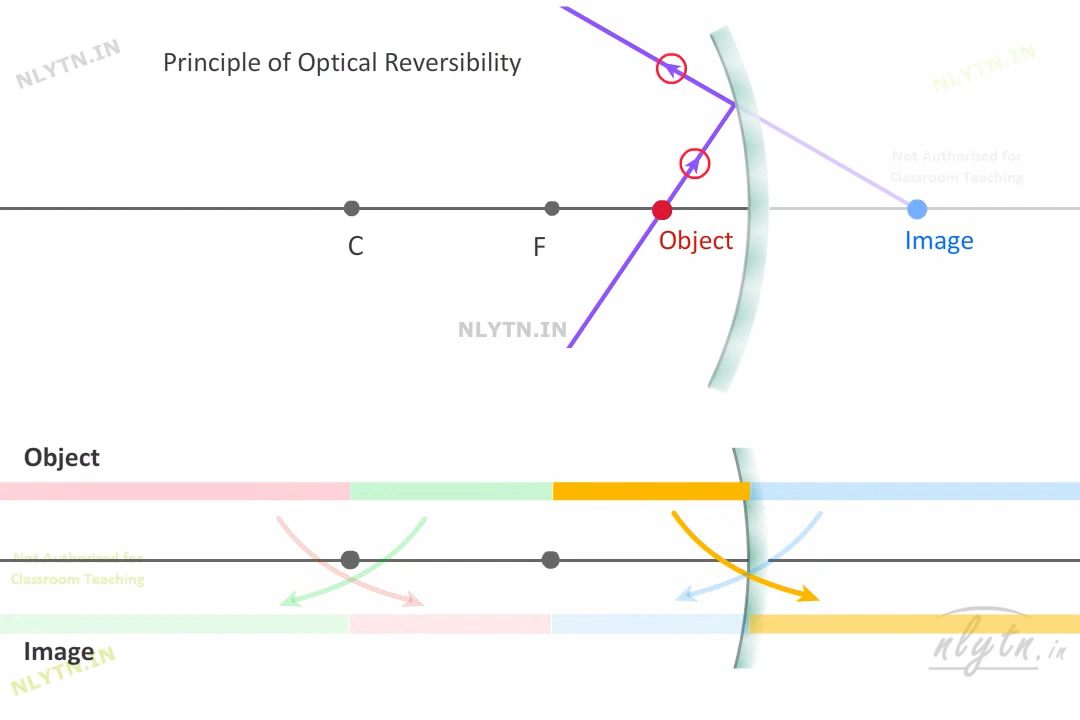 NLYTN.IN
Principle of Optical Reversibility
NLYTN.IN
Not Authorized for
Classroom Teaching
C
F
Object
Image
NLYTN.IN
Object
Not Authorized for
Classroom Teaching
Image
NLYTN.IN
nlytn.in